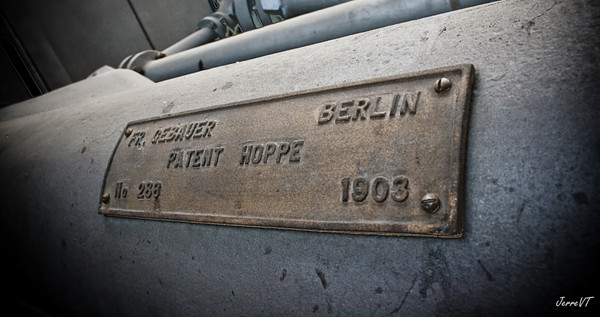 FR. GEBAUER BERLIN
PATENT HOPPE
No 288 1903
JerreVT